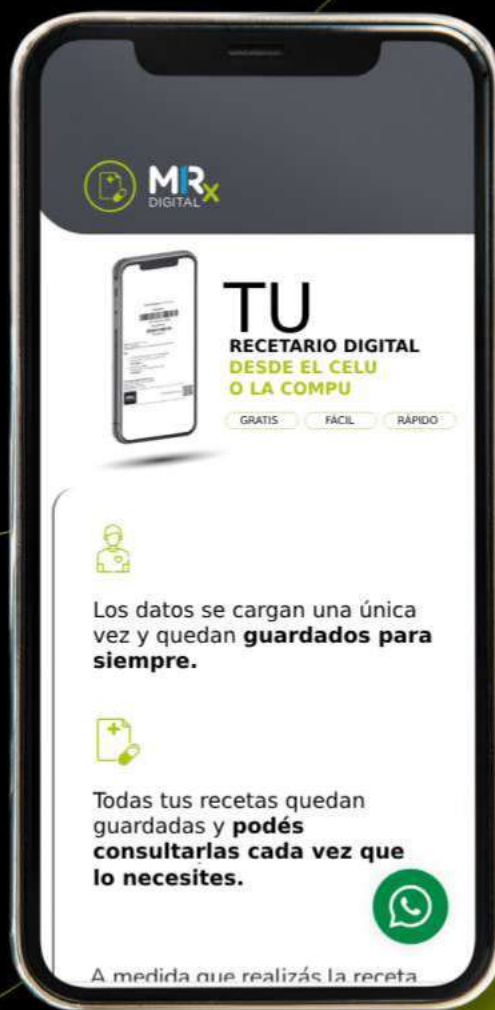 MRx
DIGITAL
TU
RECETARIO DIGITAL
DESDE EL CELU
O LA COMPU
GRATIS FÁCIL RÁPIDO
Los datos se cargan una única
vez y quedan guardados para
siempre.
Todas tus recetas quedan
guardadas y podés
consultarlas cada vez que
lo necesites.
A medida que realizás la receta